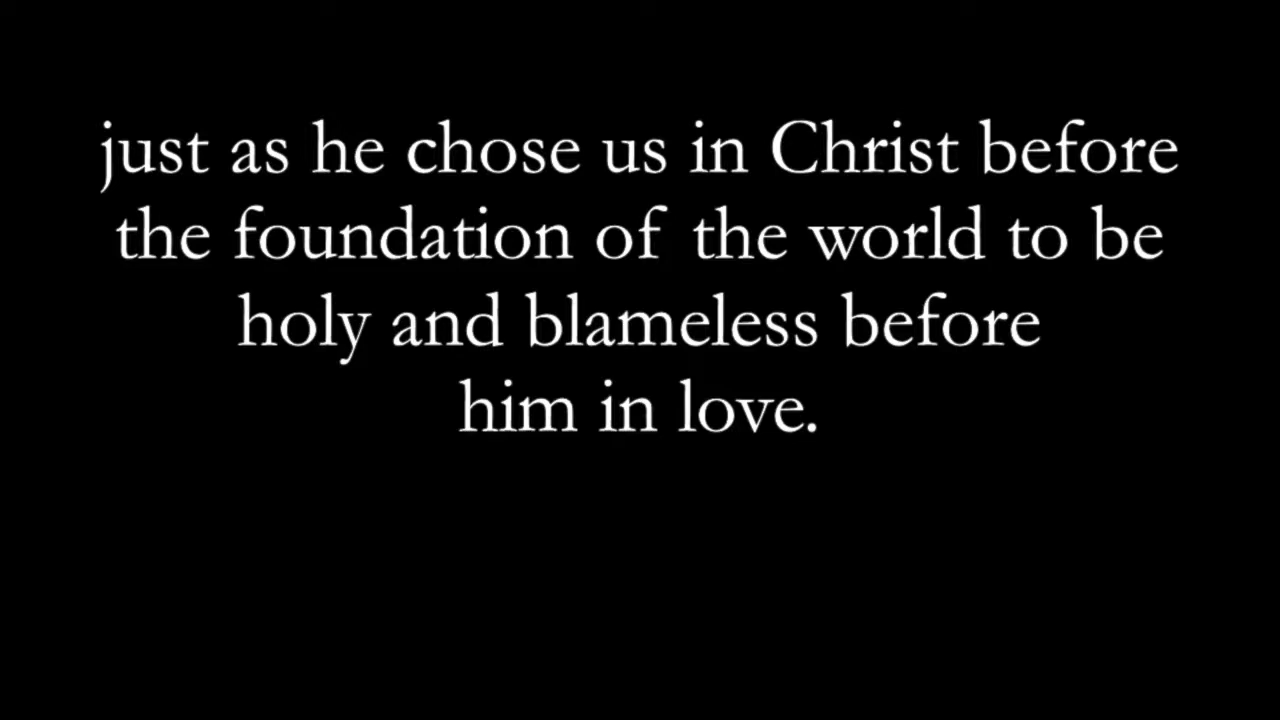 just as he chose us in Christ before
the foundation of the world to be
holy and blameless before
him in love.